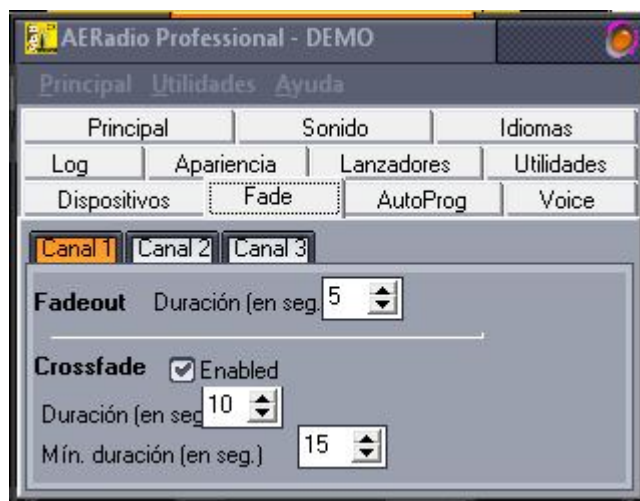 AERadio Professional - DEMO
Principal Utilidades Ayuda
Principal Sonido Idiomas
Log Apariencia Lanzadores Utilidades
Dispositivos Fade AutoProg Voice
Canal 1 Canal 2 Canal 3
Fadeout Duración (en seg. 5
Crossfade Enabled
Duración (en seg 10
Mín. duración (en seg.) 15